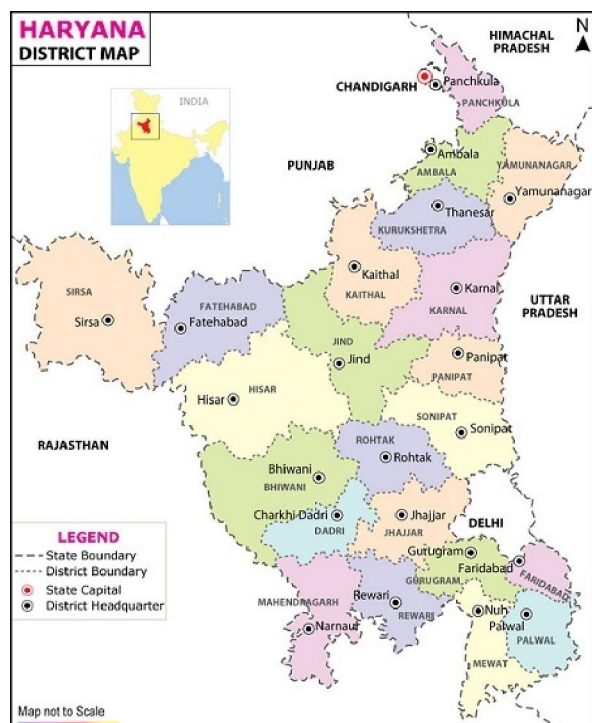 HARYANA
DISTRICT MAP
HIMACHAL
PRADESH
N
INDIA
CHANDIGARH
Panchkula
PANCHKULA
PUNJAB
Ambala
AMBALA
YAMUNANAGAR
Yamunanagar
Thanesar
KURUKSHETRA
Kaithal
KAITHAL
Karnal
KARNAL
UTTAR
PRADESH
SIRSA
Sirsa
FATEHABAD
Fatehabad
JIND
Jind
Panipat
PANIPAT
HISAR
Hisar
SONIPAT
Sonipat
RAJASTHAN
ROHTAK
Rohtak
Bhiwani
BHIWANI
Charkhi Dadri
DADRI
Jhajjar
JHAJJAR
DELHI
Gurugram
GURUGRAM
Faridabad
FARIDABAD
MAHENDRAGARH
Narnaul
Rewari
REWARI
Nuh
MEWAT
Palwal
PALWAL
LEGEND
State Boundary
District Boundary
State Capital
District Headquarter
Map not to Scale